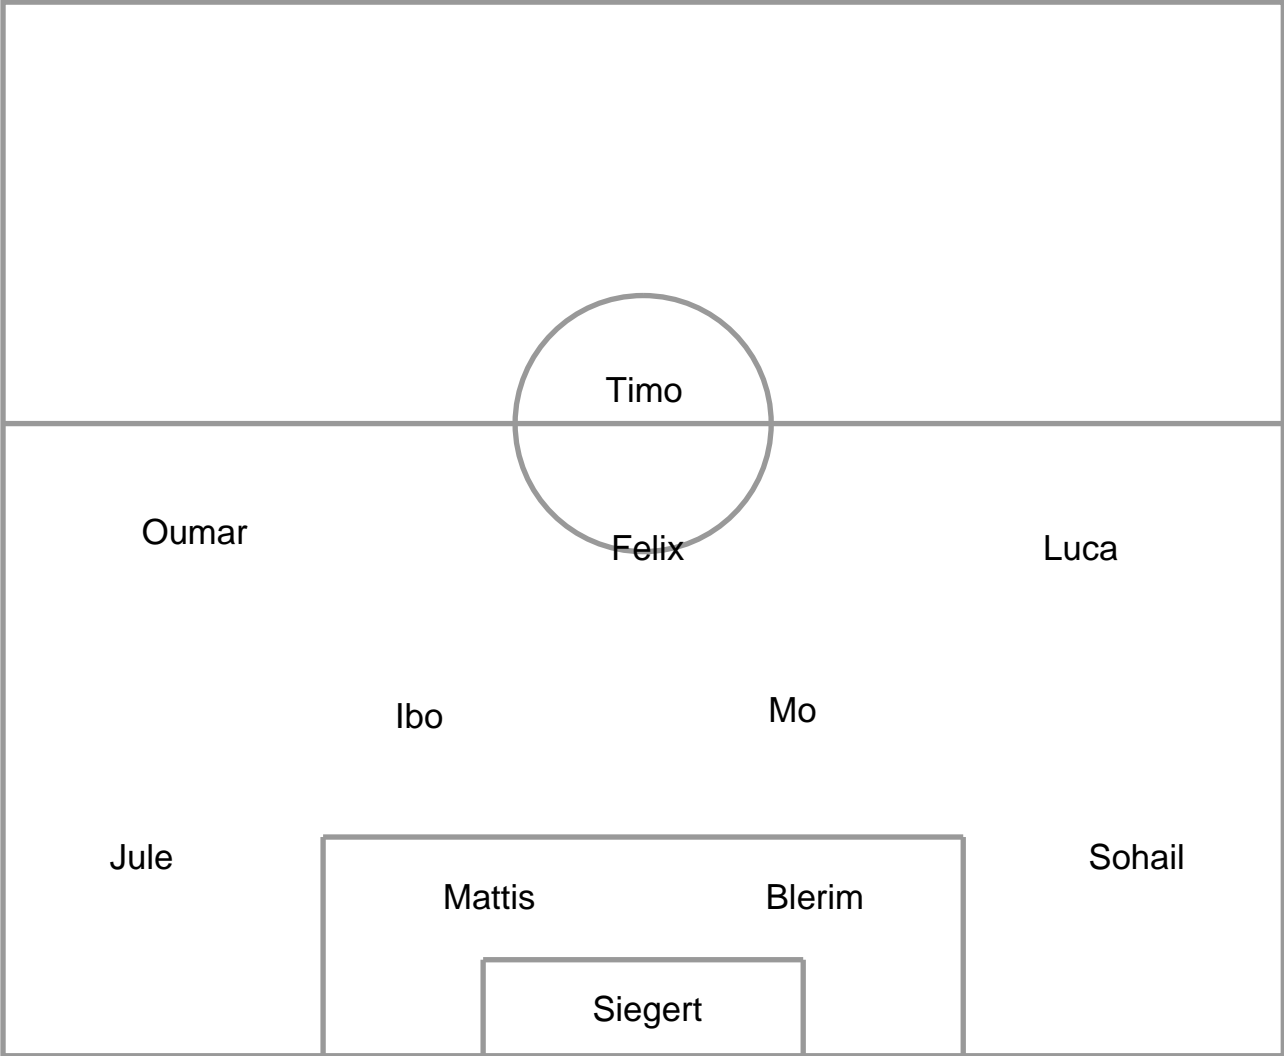 Timo
Oumar
Felix
Luca
Ibo
Mo
Jule
Sohail
Mattis
Blerim
Siegert